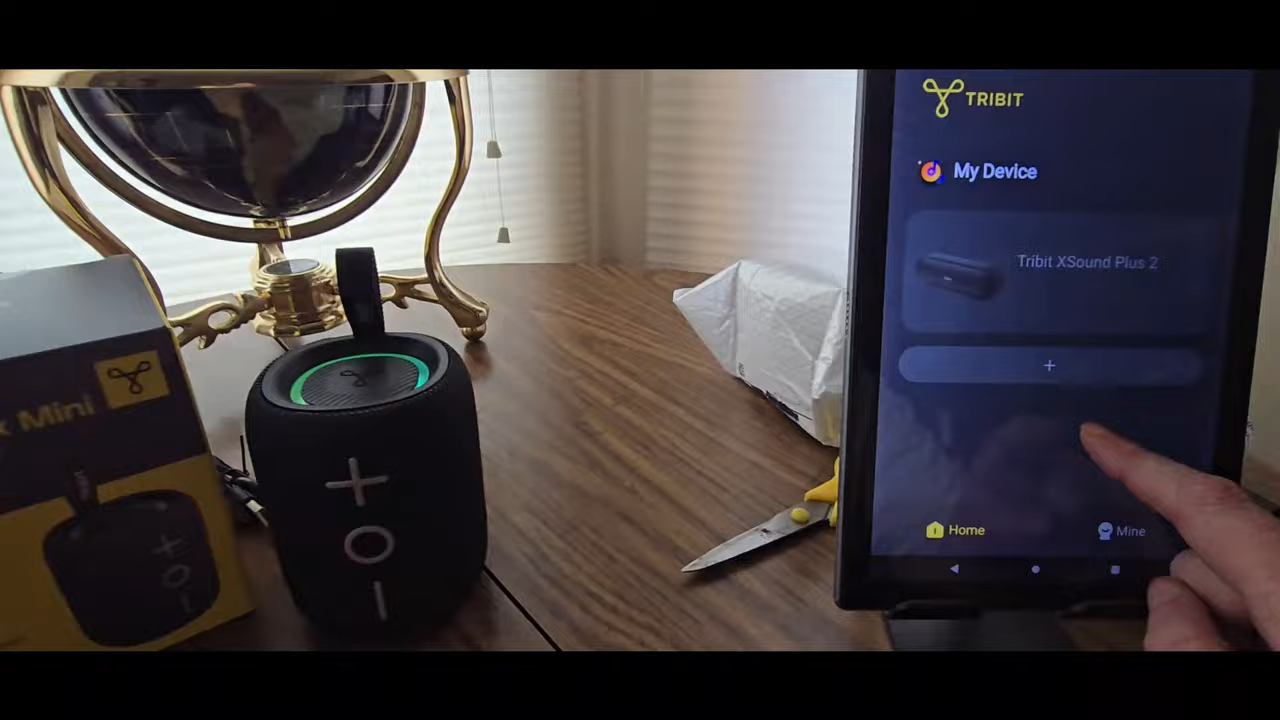 x Mini
TRIBIT
My Device
Tribit XSound Plus 2
+
Home
Mine